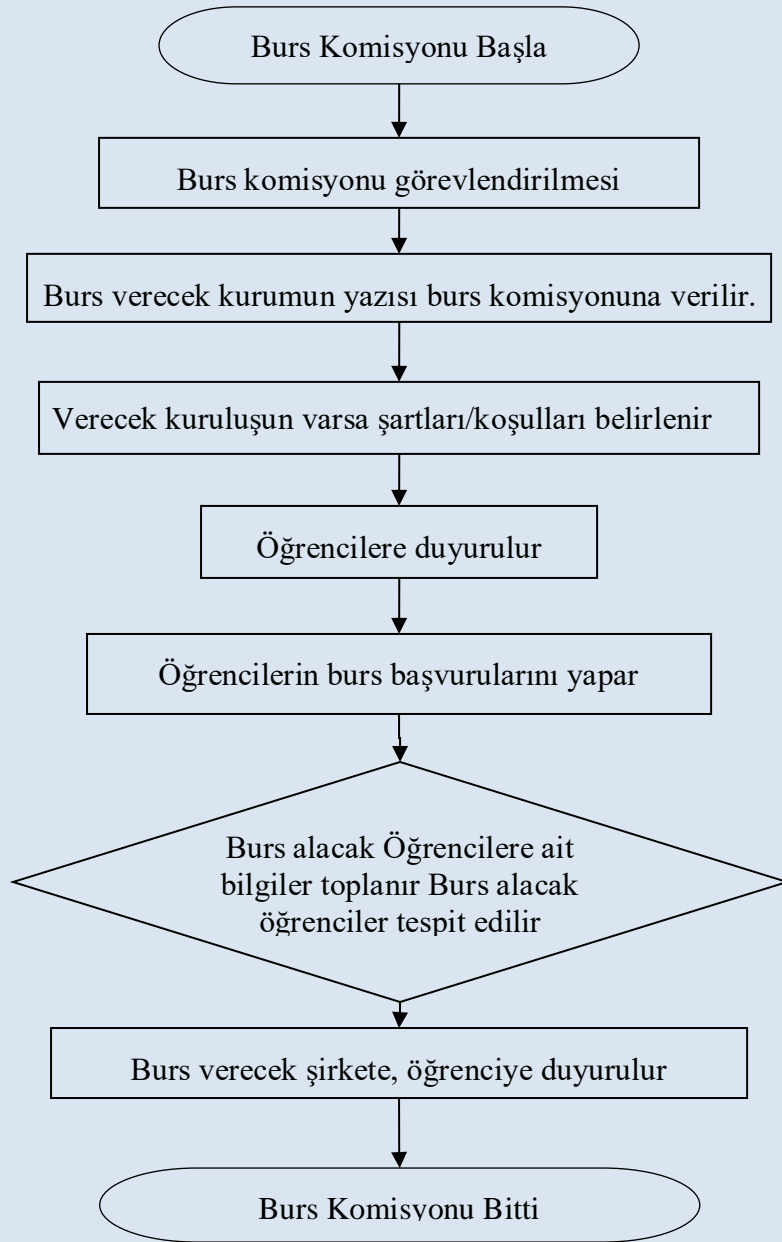 Burs Komisyonu Başla
Burs komisyonu görevlendirilmesi
Burs verecek kurumun yazısı burs komisyonuna verilir.
Verecek kuruluşun varsa şartları/koşulları belirlenir
Öğrencilere duyurulur
Öğrencilerin burs başvurularını yapar
Burs alacak Öğrencilere ait
bilgiler toplanır Burs alacak
öğrenciler tespit edilir
Burs verecek şirkete, öğrenciye duyurulur
Burs Komisyonu Bitti